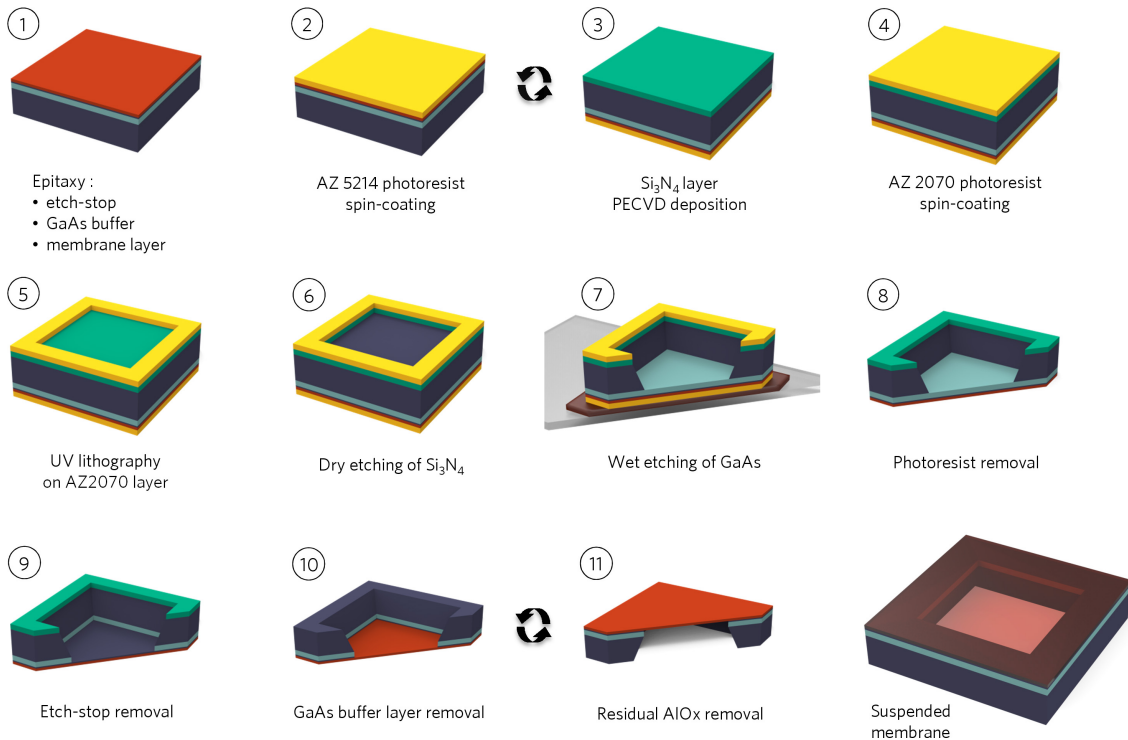 1
2
3
4
Epitaxy :
• etch-stop
• GaAs buffer
• membrane layer
AZ 5214 photoresist
spin-coating
Si₃N₄ layer
PECVD deposition
AZ 2070 photoresist
spin-coating
5
6
7
8
UV lithography
on AZ2070 layer
Dry etching of Si₃N₄
Wet etching of GaAs
Photoresist removal
9
10
11
Etch-stop removal
GaAs buffer layer removal
Residual AlOx removal
Suspended
membrane